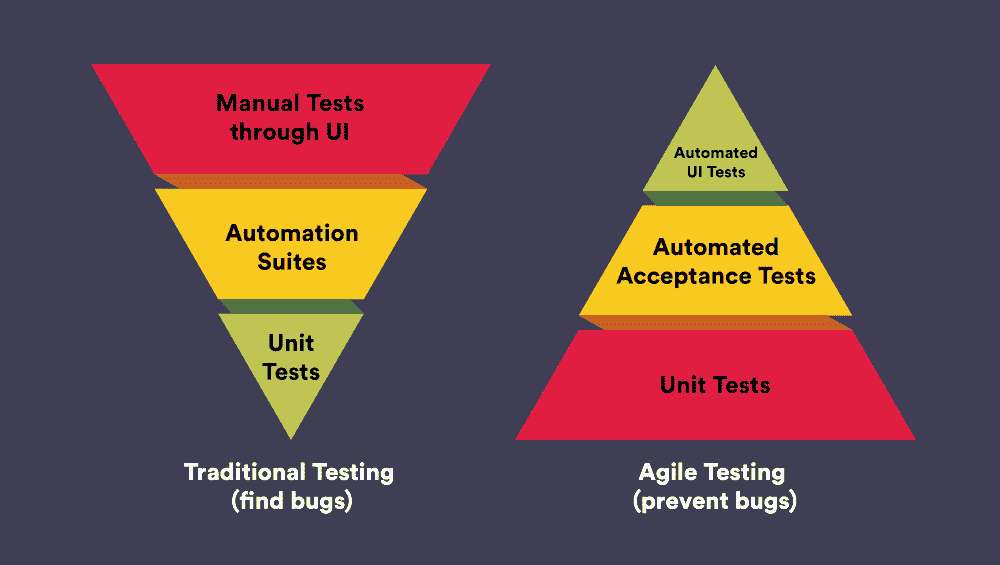 Manual Tests
through UI
Automation
Suites
Unit
Tests
Traditional Testing
(find bugs)
Automated
UI Tests
Automated
Acceptance Tests
Unit Tests
Agile Testing
(prevent bugs)